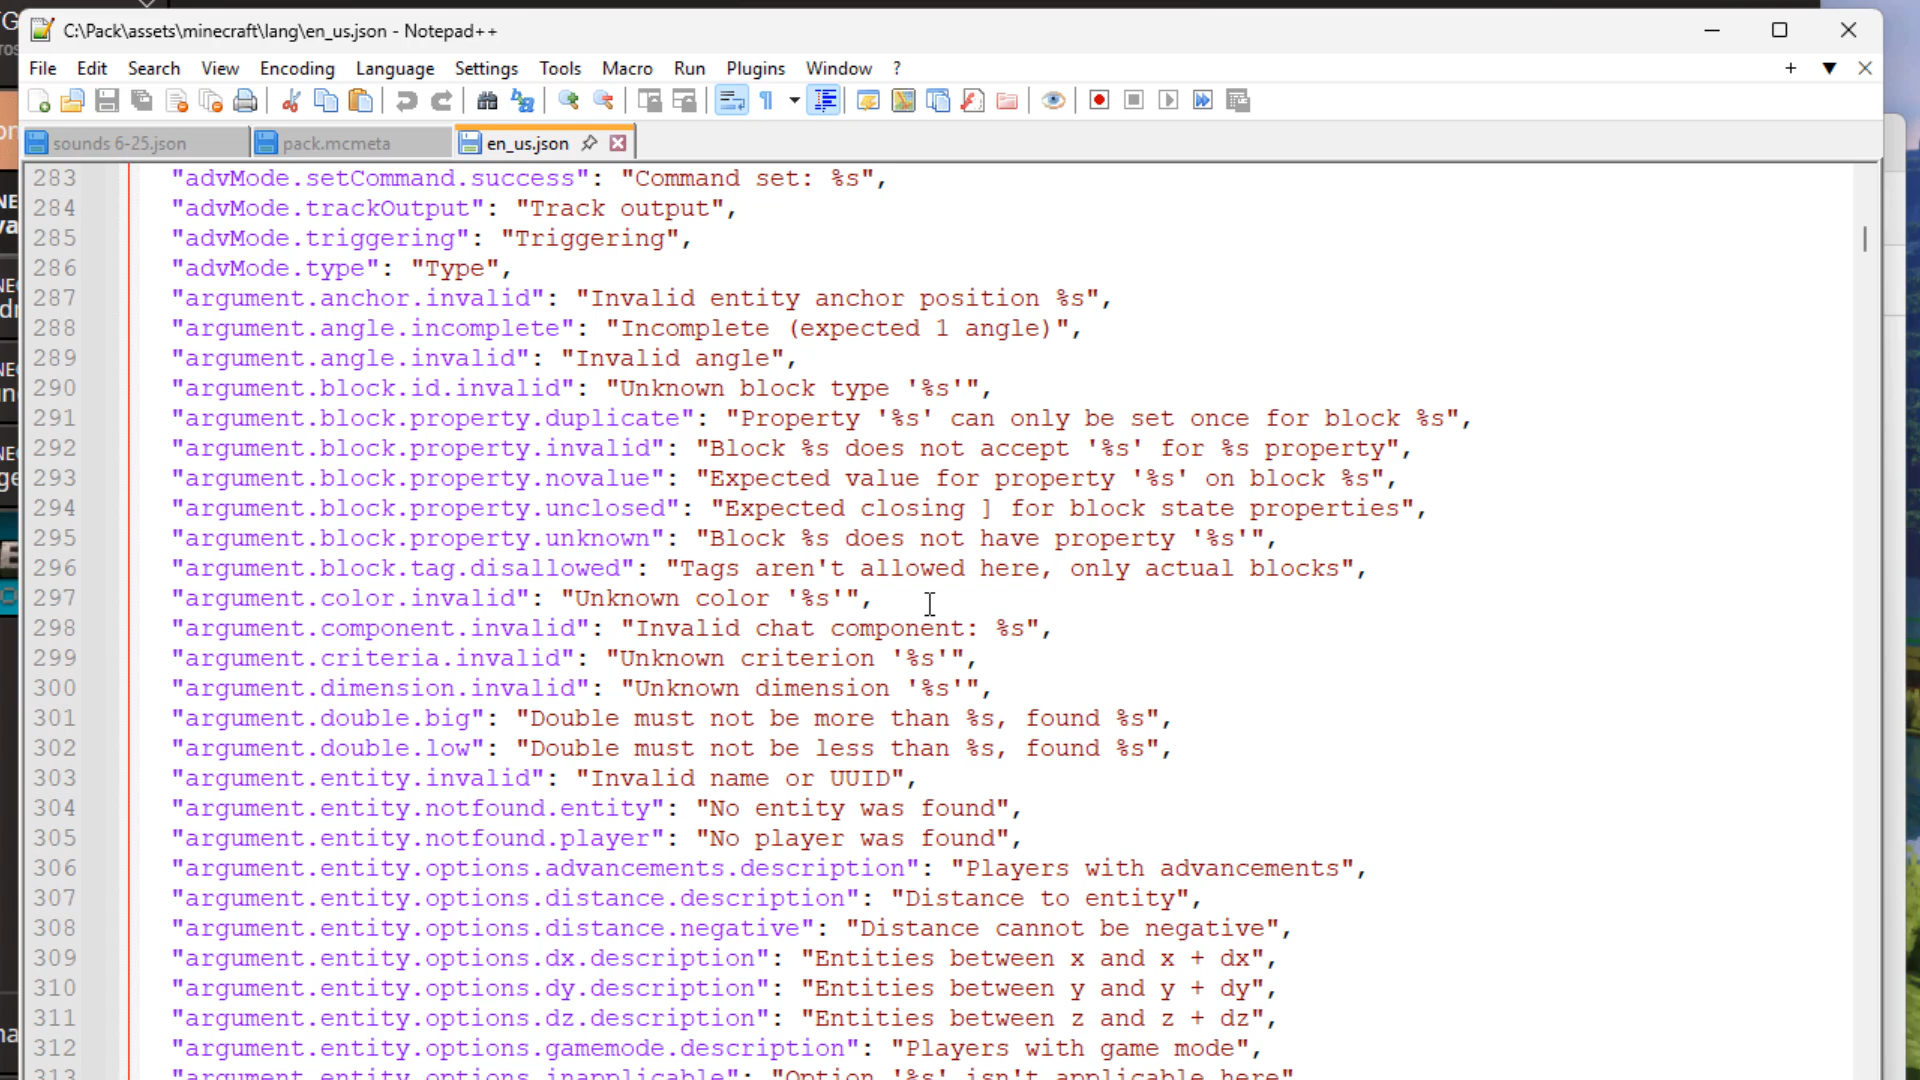 C:\Pack\assets\minecraft\lang\en_us.json - Notepad++
File Edit Search View Encoding Language Settings Tools Macro Run Plugins Window ?
sounds 6-25.json pack.mcmeta en_us.json
283 "advMode.setCommand.success": "Command set: %s",
284 "advMode.trackOutput": "Track output",
285 "advMode.triggering": "Triggering",
286 "advMode.type": "Type",
287 "argument.anchor.invalid": "Invalid entity anchor position %s",
288 "argument.angle.incomplete": "Incomplete (expected 1 angle)",
289 "argument.angle.invalid": "Invalid angle",
290 "argument.block.id.invalid": "Unknown block type '%s'",
291 "argument.block.property.duplicate": "Property '%s' can only be set once for block %s",
292 "argument.block.property.invalid": "Block %s does not accept '%s' for %s property",
293 "argument.block.property.novalue": "Expected value for property '%s' on block %s",
294 "argument.block.property.unclosed": "Expected closing ] for block state properties",
295 "argument.block.property.unknown": "Block %s does not have property '%s'",
296 "argument.block.tag.disallowed": "Tags aren't allowed here, only actual blocks",
297 "argument.color.invalid": "Unknown color '%s'",
298 "argument.component.invalid": "Invalid chat component: %s",
299 "argument.criteria.invalid": "Unknown criterion '%s'",
300 "argument.dimension.invalid": "Unknown dimension '%s'",
301 "argument.double.big": "Double must not be more than %s, found %s",
302 "argument.double.low": "Double must not be less than %s, found %s",
303 "argument.entity.invalid": "Invalid name or UUID",
304 "argument.entity.notfound.entity": "No entity was found",
305 "argument.entity.notfound.player": "No player was found",
306 "argument.entity.options.advancements.description": "Players with advancements",
307 "argument.entity.options.distance.description": "Distance to entity",
308 "argument.entity.options.distance.negative": "Distance cannot be negative",
309 "argument.entity.options.dx.description": "Entities between x and x + dx",
310 "argument.entity.options.dy.description": "Entities between y and y + dy",
311 "argument.entity.options.dz.description": "Entities between z and z + dz",
312 "argument.entity.options.gamemode.description": "Players with game mode",
313 "argument.entity.options.inapplicable": "Option '%s' isn't applicable here"